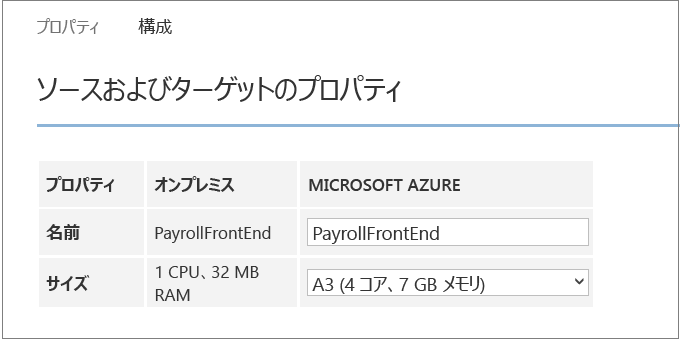 プロパティ 構成
ソースおよびターゲットのプロパティ
プロパティ オンプレミス MICROSOFT AZURE
名前 PayrollFrontEnd PayrollFrontEnd
サイズ 1 CPU、32 MB RAM A3 (4 コア、7 GB メモリ)